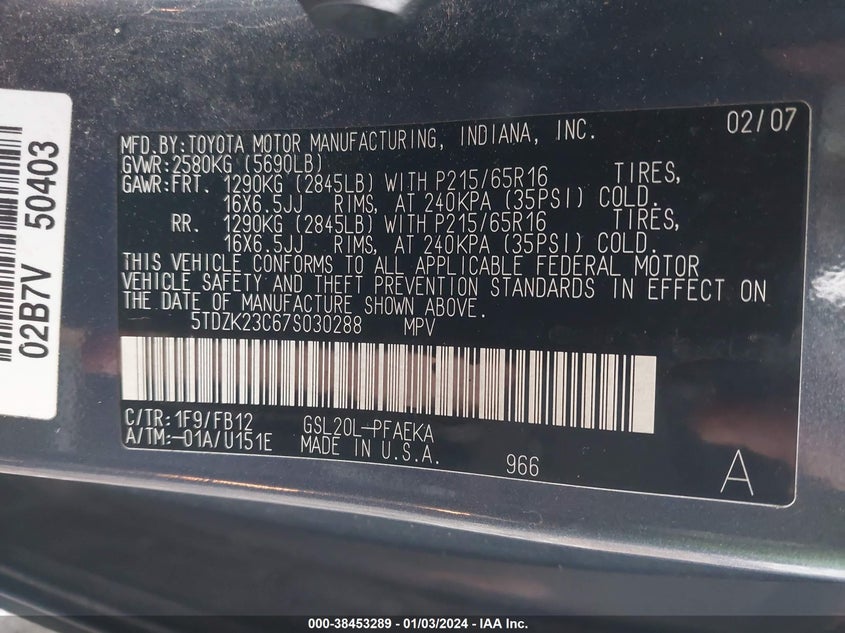 02B7V 50403
02/07
MFD.BY:TOYOTA MOTOR MANUFACTURING, INDIANA, INC.
GVWR:2580KG (5690LB)
GAWR:FRT. 1290KG (2845LB) WITH P215/65R16 TIRES,
16X6.5JJ RIMS, AT 240KPA (35PSI) COLD.
RR. 1290KG (2845LB) WITH P215/65R16 TIRES,
16X6.5JJ RIMS, AT 240KPA (35PSI) COLD.
THIS VEHICLE CONFORMS TO ALL APPLICABLE FEDERAL MOTOR
VEHICLE SAFETY AND THEFT PREVENTION STANDARDS IN EFFECT ON
THE DATE OF MANUFACTURE SHOWN ABOVE.
5TDZK23C67S030288 MPV
C/TR:1F9/FB12 GSL20L-PFAEKA
A/TM:-01A/U151E MADE IN U.S.A. 966
A
000-38453289 - 01/03/2024 - IAA Inc.